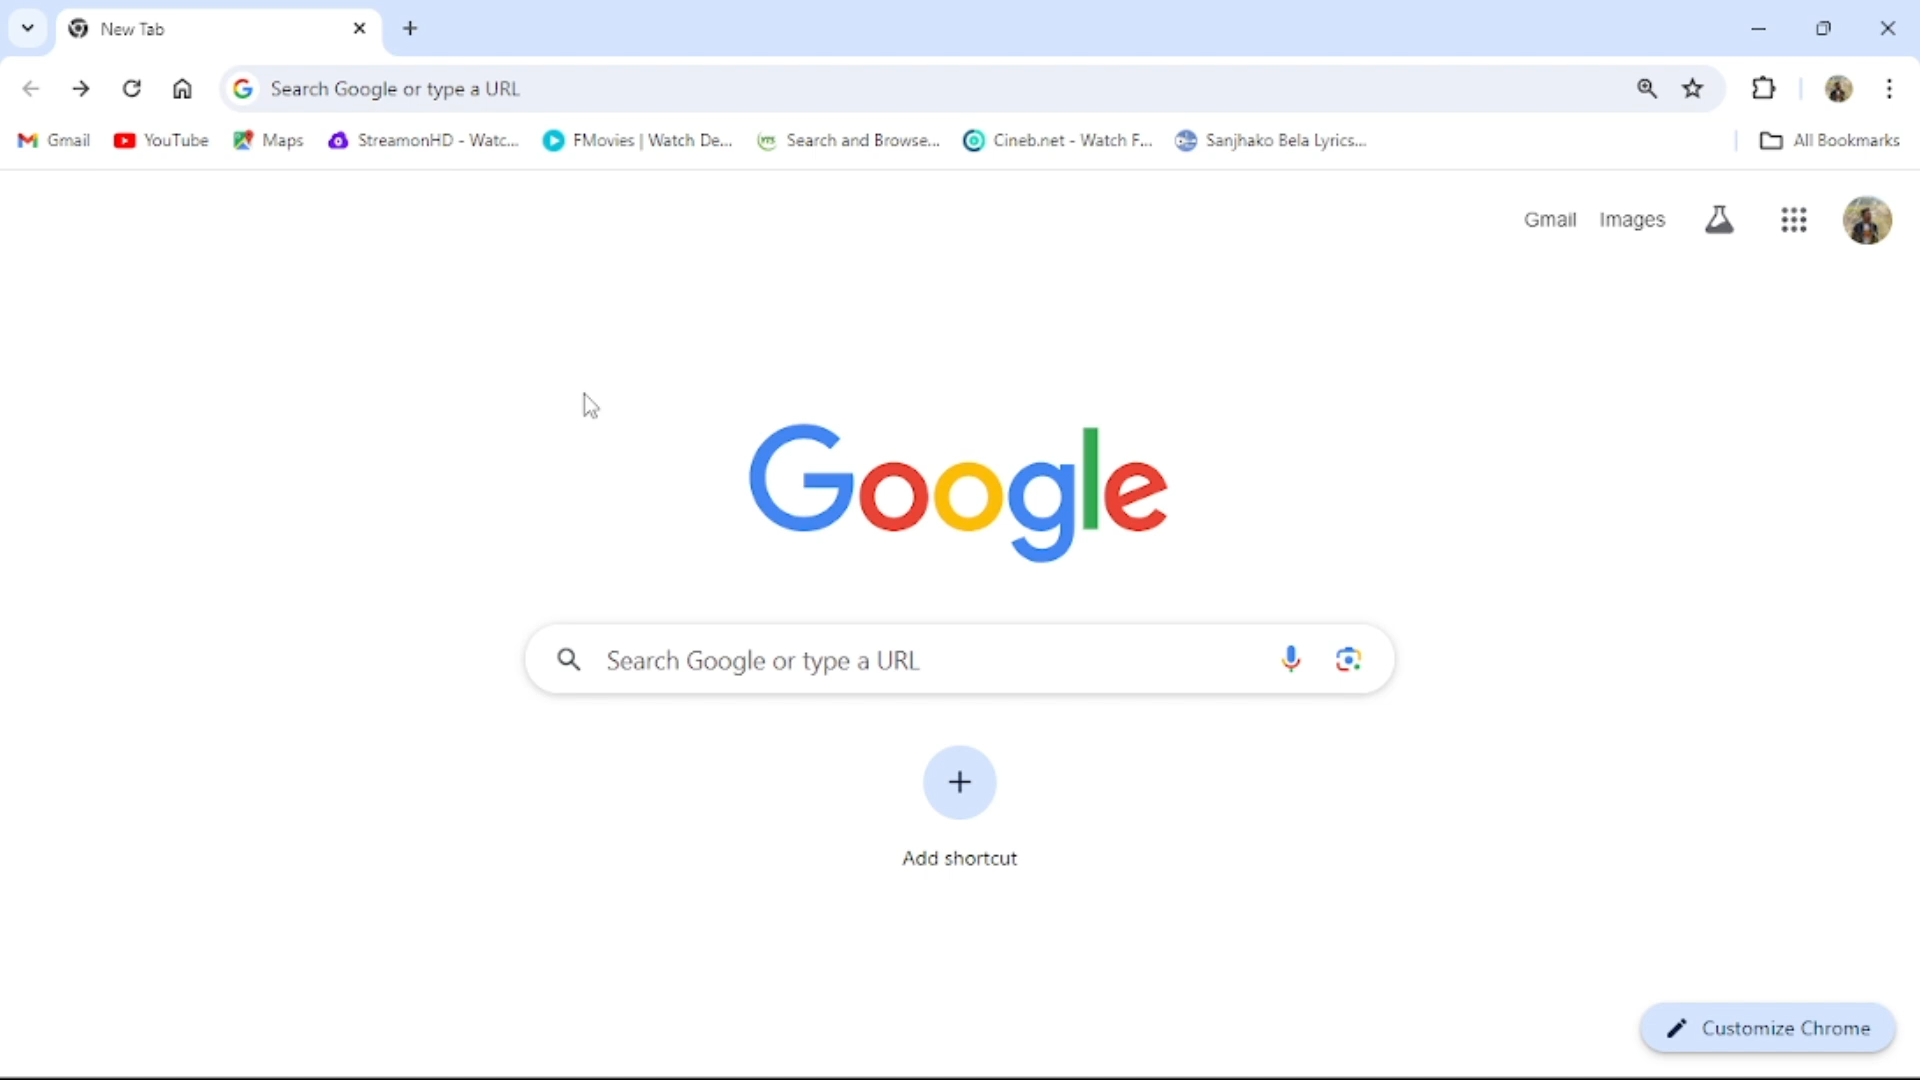 New Tab
Search Google or type a URL
Gmail YouTube Maps StreamonHD - Watc... FMovies | Watch De... Search and Browse... Cineb.net - Watch F... Sanjhako Bela Lyrics... All Bookmarks
Gmail Images
Google
Search Google or type a URL
Add shortcut
Customize Chrome